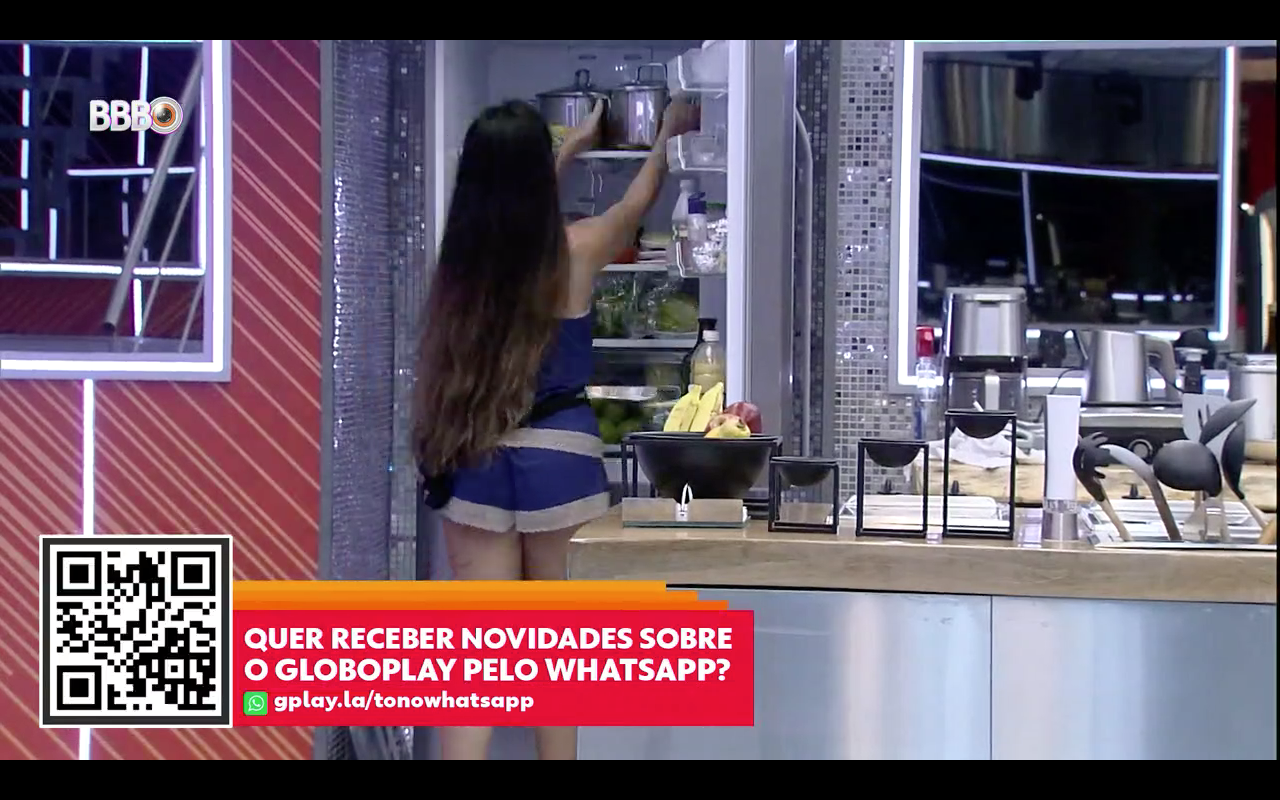 BBB
QUER RECEBER NOVIDADES SOBRE
O GLOBOPLAY PELO WHATSAPP?
gplay.la/tonowhatsapp